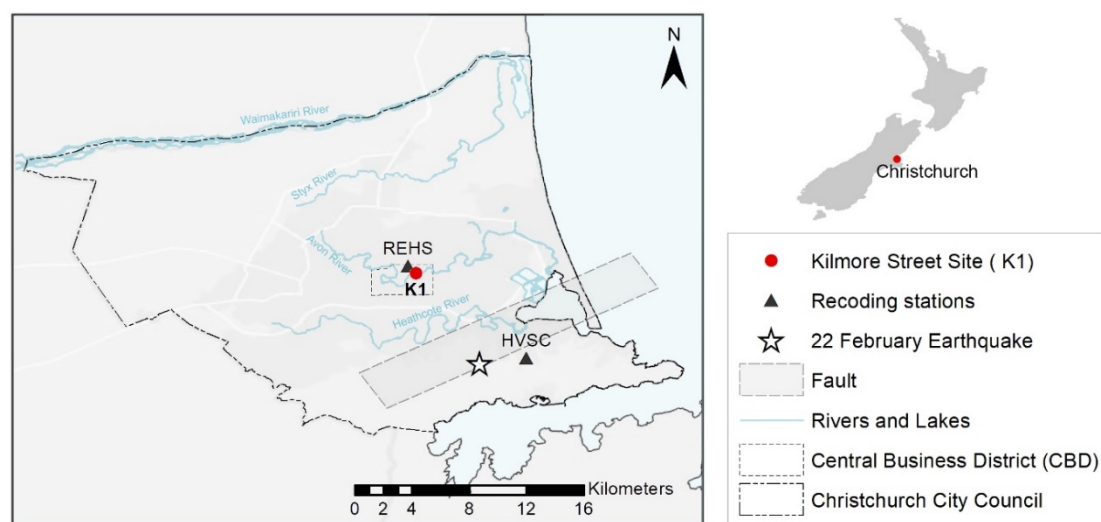 N
Waimakariri River
Styx River
Avon River
REHS
K1
Heathcote River
HVSC
Kilometers
0 2 4 8 12 16
Christchurch
Kilmore Street Site ( K1)
Recoding stations
22 February Earthquake
Fault
Rivers and Lakes
Central Business District (CBD)
Christchurch City Council